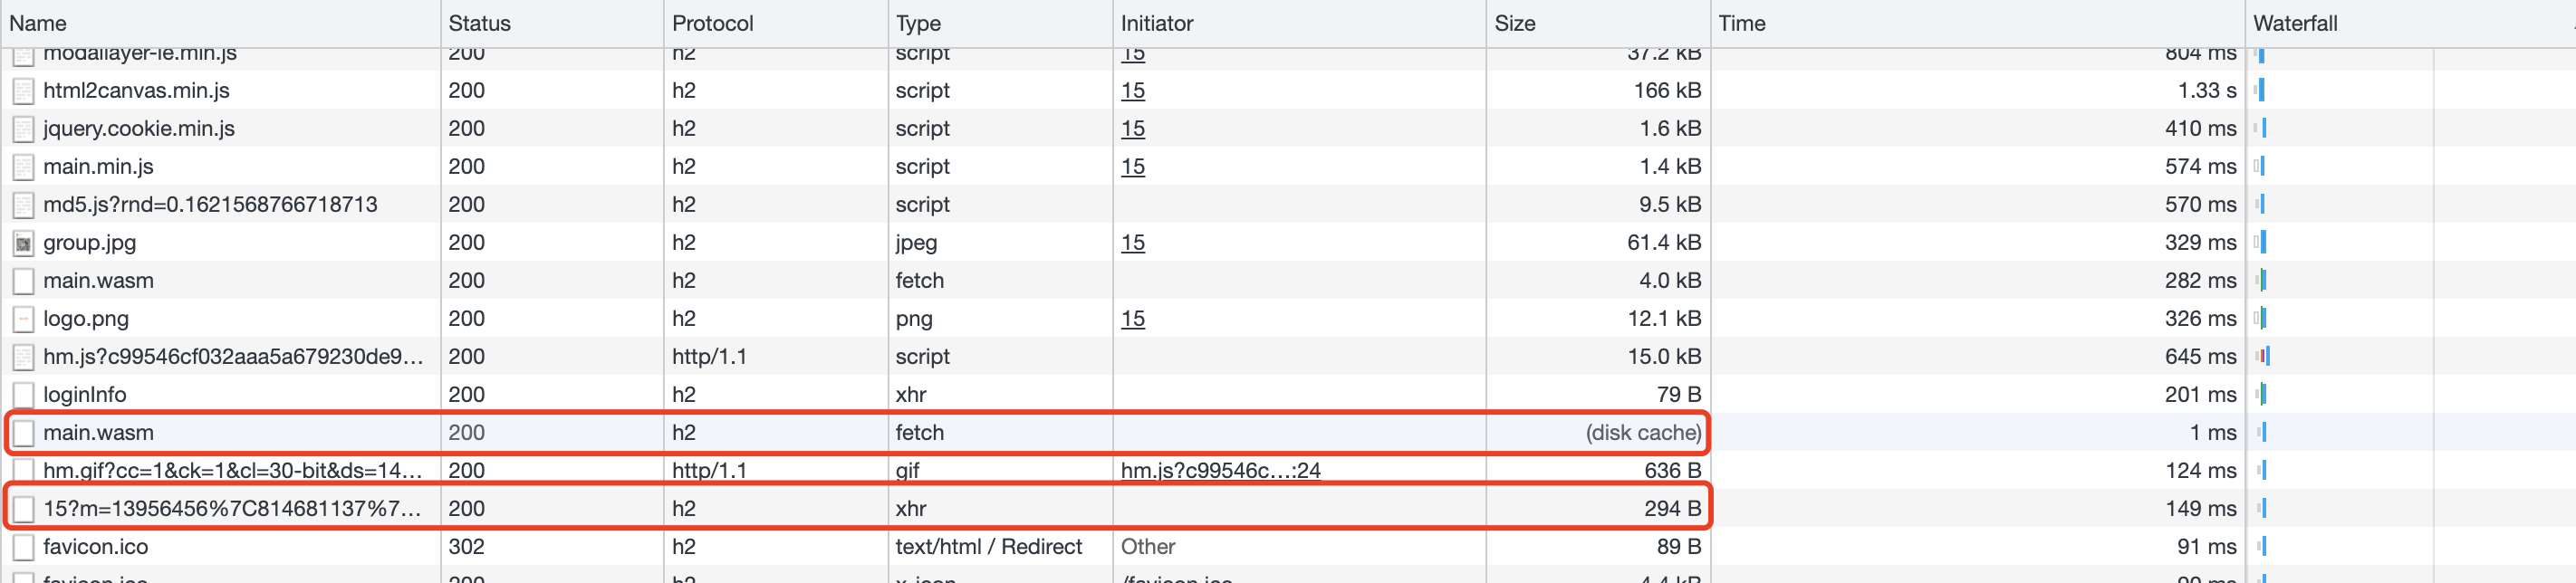 Name Status Protocol Type Initiator Size Time Waterfall
modallayer-ie.min.js 200 h2 script 15 37.2 kB 804 ms
html2canvas.min.js 200 h2 script 15 166 kB 1.33 s
jquery.cookie.min.js 200 h2 script 15 1.6 kB 410 ms
main.min.js 200 h2 script 15 1.4 kB 574 ms
md5.js?rnd=0.1621568766718713 200 h2 script 9.5 kB 570 ms
group.jpg 200 h2 jpeg 15 61.4 kB 329 ms
main.wasm 200 h2 fetch 4.0 kB 282 ms
logo.png 200 h2 png 15 12.1 kB 326 ms
hm.js?c99546cf032aaa5a679230de9... 200 http/1.1 script 15.0 kB 645 ms
loginInfo 200 h2 xhr 79 B 201 ms
main.wasm 200 h2 fetch (disk cache) 1 ms
hm.gif?cc=1&ck=1&cl=30-bit&ds=14... 200 http/1.1 gif hm.js?c99546c...:24 636 B 124 ms
15?m=13956456%7C814681137%7... 200 h2 xhr 294 B 149 ms
favicon.ico 302 h2 text/html / Redirect Other 89 B 91 ms
favicon.ico 200 h2 x-icon /favicon.ico 4.4 kB 90 ms